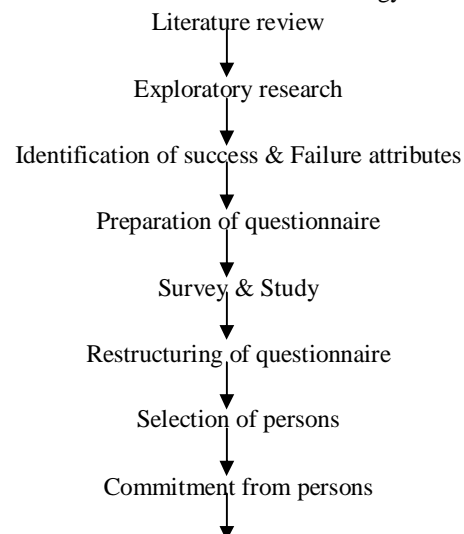 Literature review
Exploratory research
Identification of success & Failure attributes
Preparation of questionnaire
Survey & Study
Restructuring of questionnaire
Selection of persons
Commitment from persons